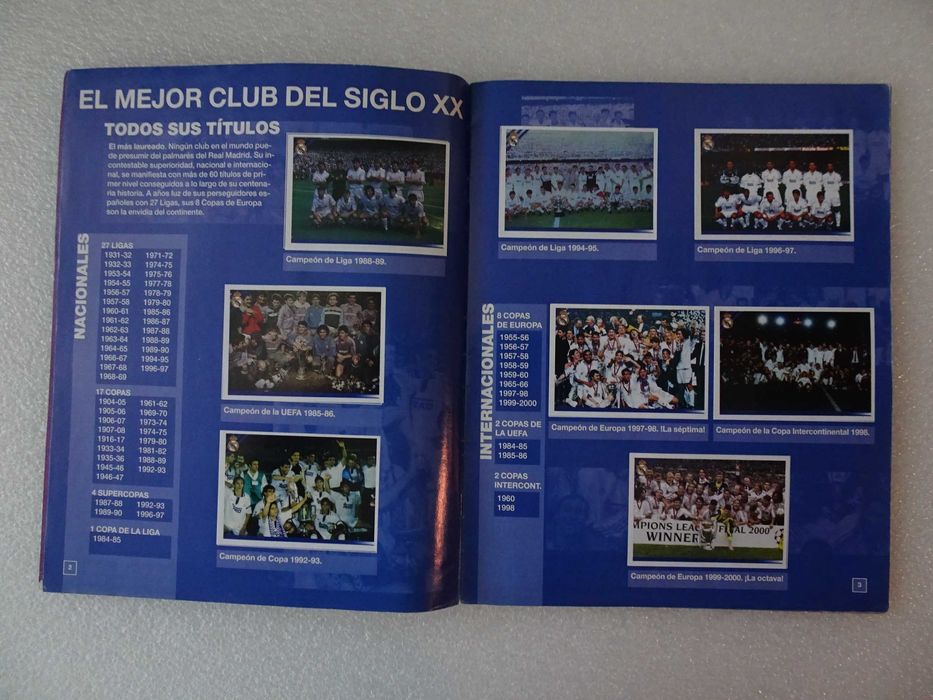 EL MEJOR CLUB DEL SIGLO XX
TODOS SUS TÍTULOS
El más laureado. Ningún club en el mundo pue-
de presumir del palmarés del Real Madrid. Su in-
contestable superioridad, nacional e internacio-
nal, se manifiesta con más de 60 títulos de pri-
mer nivel conseguidos a lo largo de su centena-
ria historia. A años luz de sus perseguidores es-
pañoles con 27 Ligas, sus 8 Copas de Europa
son la envidia del continente.
Campeón de Liga 1988-89.
NACIONALES
27 LIGAS
1931-32 1971-72
1932-33 1974-75
1953-54 1975-76
1954-55 1977-78
1956-57 1978-79
1957-58 1979-80
1960-61 1985-86
1961-62 1986-87
1962-63 1987-88
1963-64 1988-89
1964-65 1989-90
1966-67 1994-95
1967-68 1996-97
1968-69
17 COPAS
1904-05 1961-62
1905-06 1969-70
1906-07 1973-74
1907-08 1974-75
1916-17 1979-80
1933-34 1981-82
1935-36 1988-89
1945-46 1992-93
1946-47
4 SUPERCOPAS
1987-88 1992-93
1989-90 1996-97
1 COPA DE LA LIGA
1984-85
Campeón de la UEFA 1985-86.
Campeón de Copa 1992-93.
2
Campeón de Liga 1994-95.
Campeón de Liga 1996-97.
INTERNACIONALES
8 COPAS
DE EUROPA
1955-56
1956-57
1957-58
1958-59
1959-60
1965-66
1997-98
1999-2000
2 COPAS DE
LA UEFA
1984-85
1985-86
2 COPAS
INTERCONT.
1960
1998
Campeón de Europa 1997-98. ¡La séptima!
Campeón de la Copa Intercontinental 1998.
MPIONS LEAG FINAL 2000
WINNER
Campeón de Europa 1999-2000. ¡La octava!
3